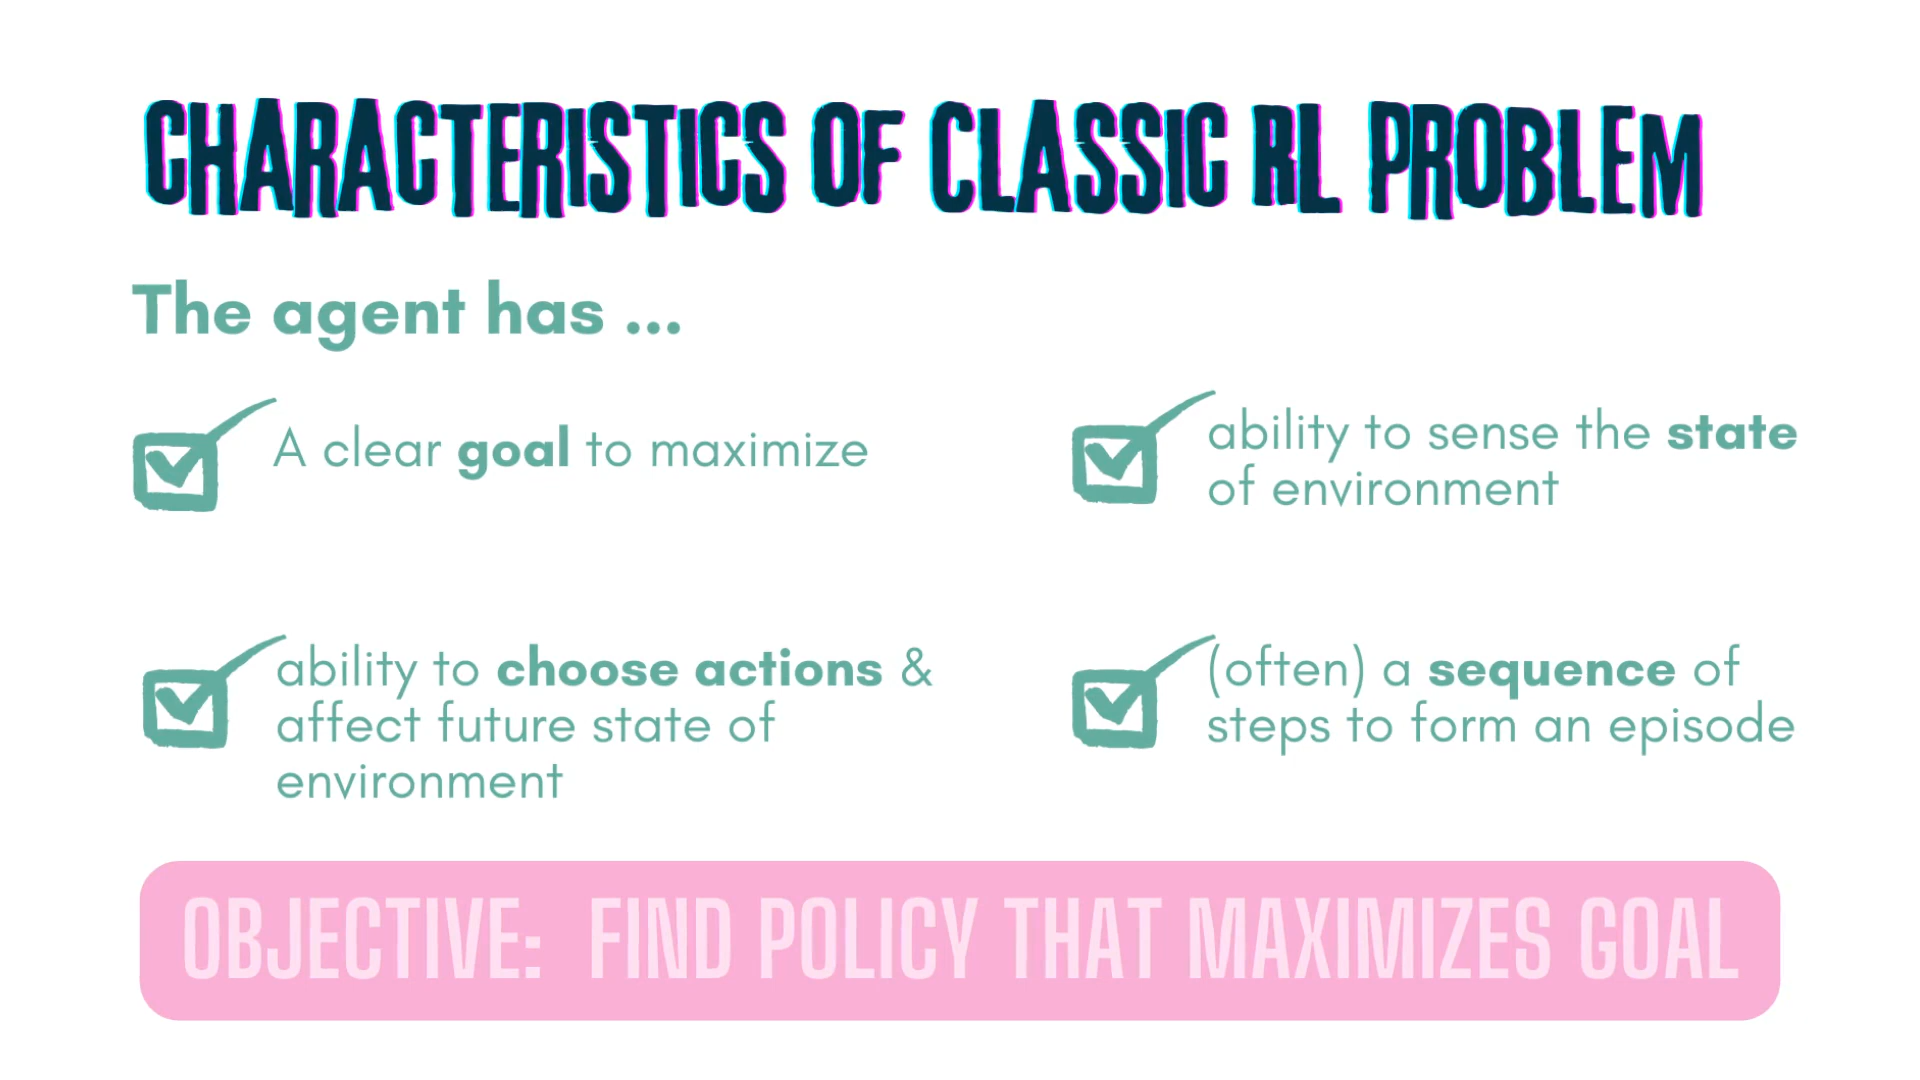 CHARACTERISTICS OF CLASSIC RL PROBLEM
The agent has ...
A clear goal to maximize
ability to sense the state
of environment
ability to choose actions &
affect future state of
environment
(often) a sequence of
steps to form an episode
OBJECTIVE: FIND POLICY THAT MAXIMIZES GOAL